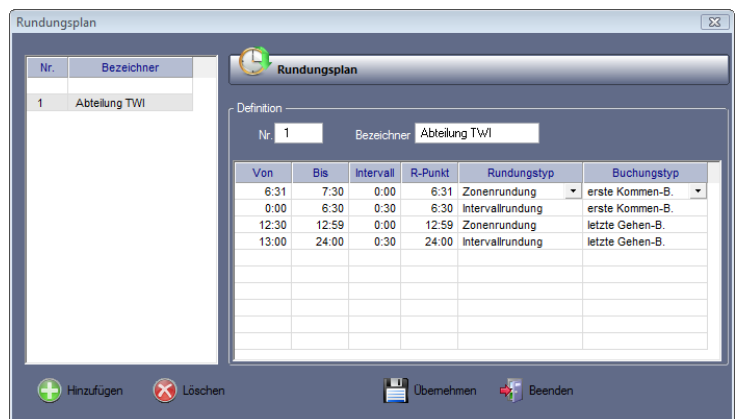 Rundungsplan
Nr. Bezeichner
1 Abteilung TWI
Rundungsplan
Definition
Nr. 1 Bezeichner Abteilung TWI
Von Bis Intervall R-Punkt Rundungstyp Buchungstyp
6:31 7:30 0:00 6:31 Zonenrundung erste Kommen-B.
0:00 6:30 0:30 6:30 Intervallrundung erste Kommen-B.
12:30 12:59 0:00 12:59 Zonenrundung letzte Gehen-B.
13:00 24:00 0:30 24:00 Intervallrundung letzte Gehen-B.
Hinzufügen Löschen Übernehmen Beenden